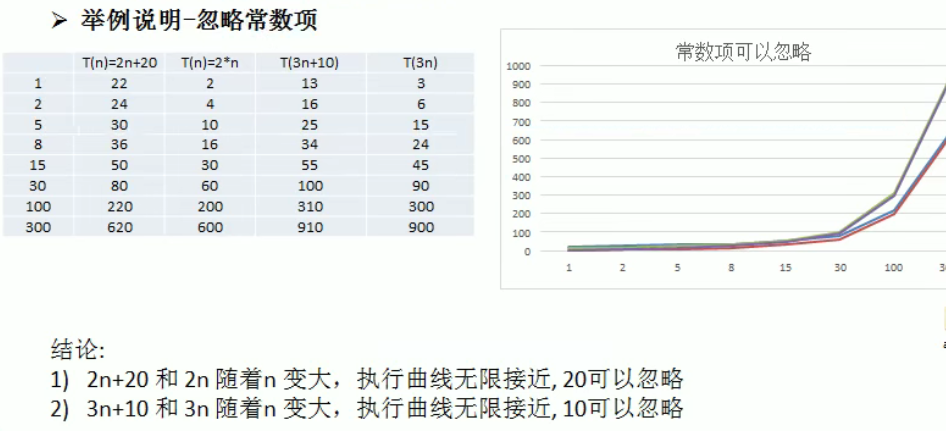 ➢ 举例说明-忽略常数项
T(n)=2n+20 T(n)=2*n T(3n+10) T(3n)
1 22 2 13 3
2 24 4 16 6
5 30 10 25 15
8 36 16 34 24
15 50 30 55 45
30 80 60 100 90
100 220 200 310 300
300 620 600 910 900
常数项可以忽略
1000
900
800
700
600
500
400
300
200
100
0
1 2 5 8 15 30 100
结论:
1) 2n+20 和 2n 随着n 变大，执行曲线无限接近, 20可以忽略
2) 3n+10 和 3n 随着n 变大，执行曲线无限接近, 10可以忽略